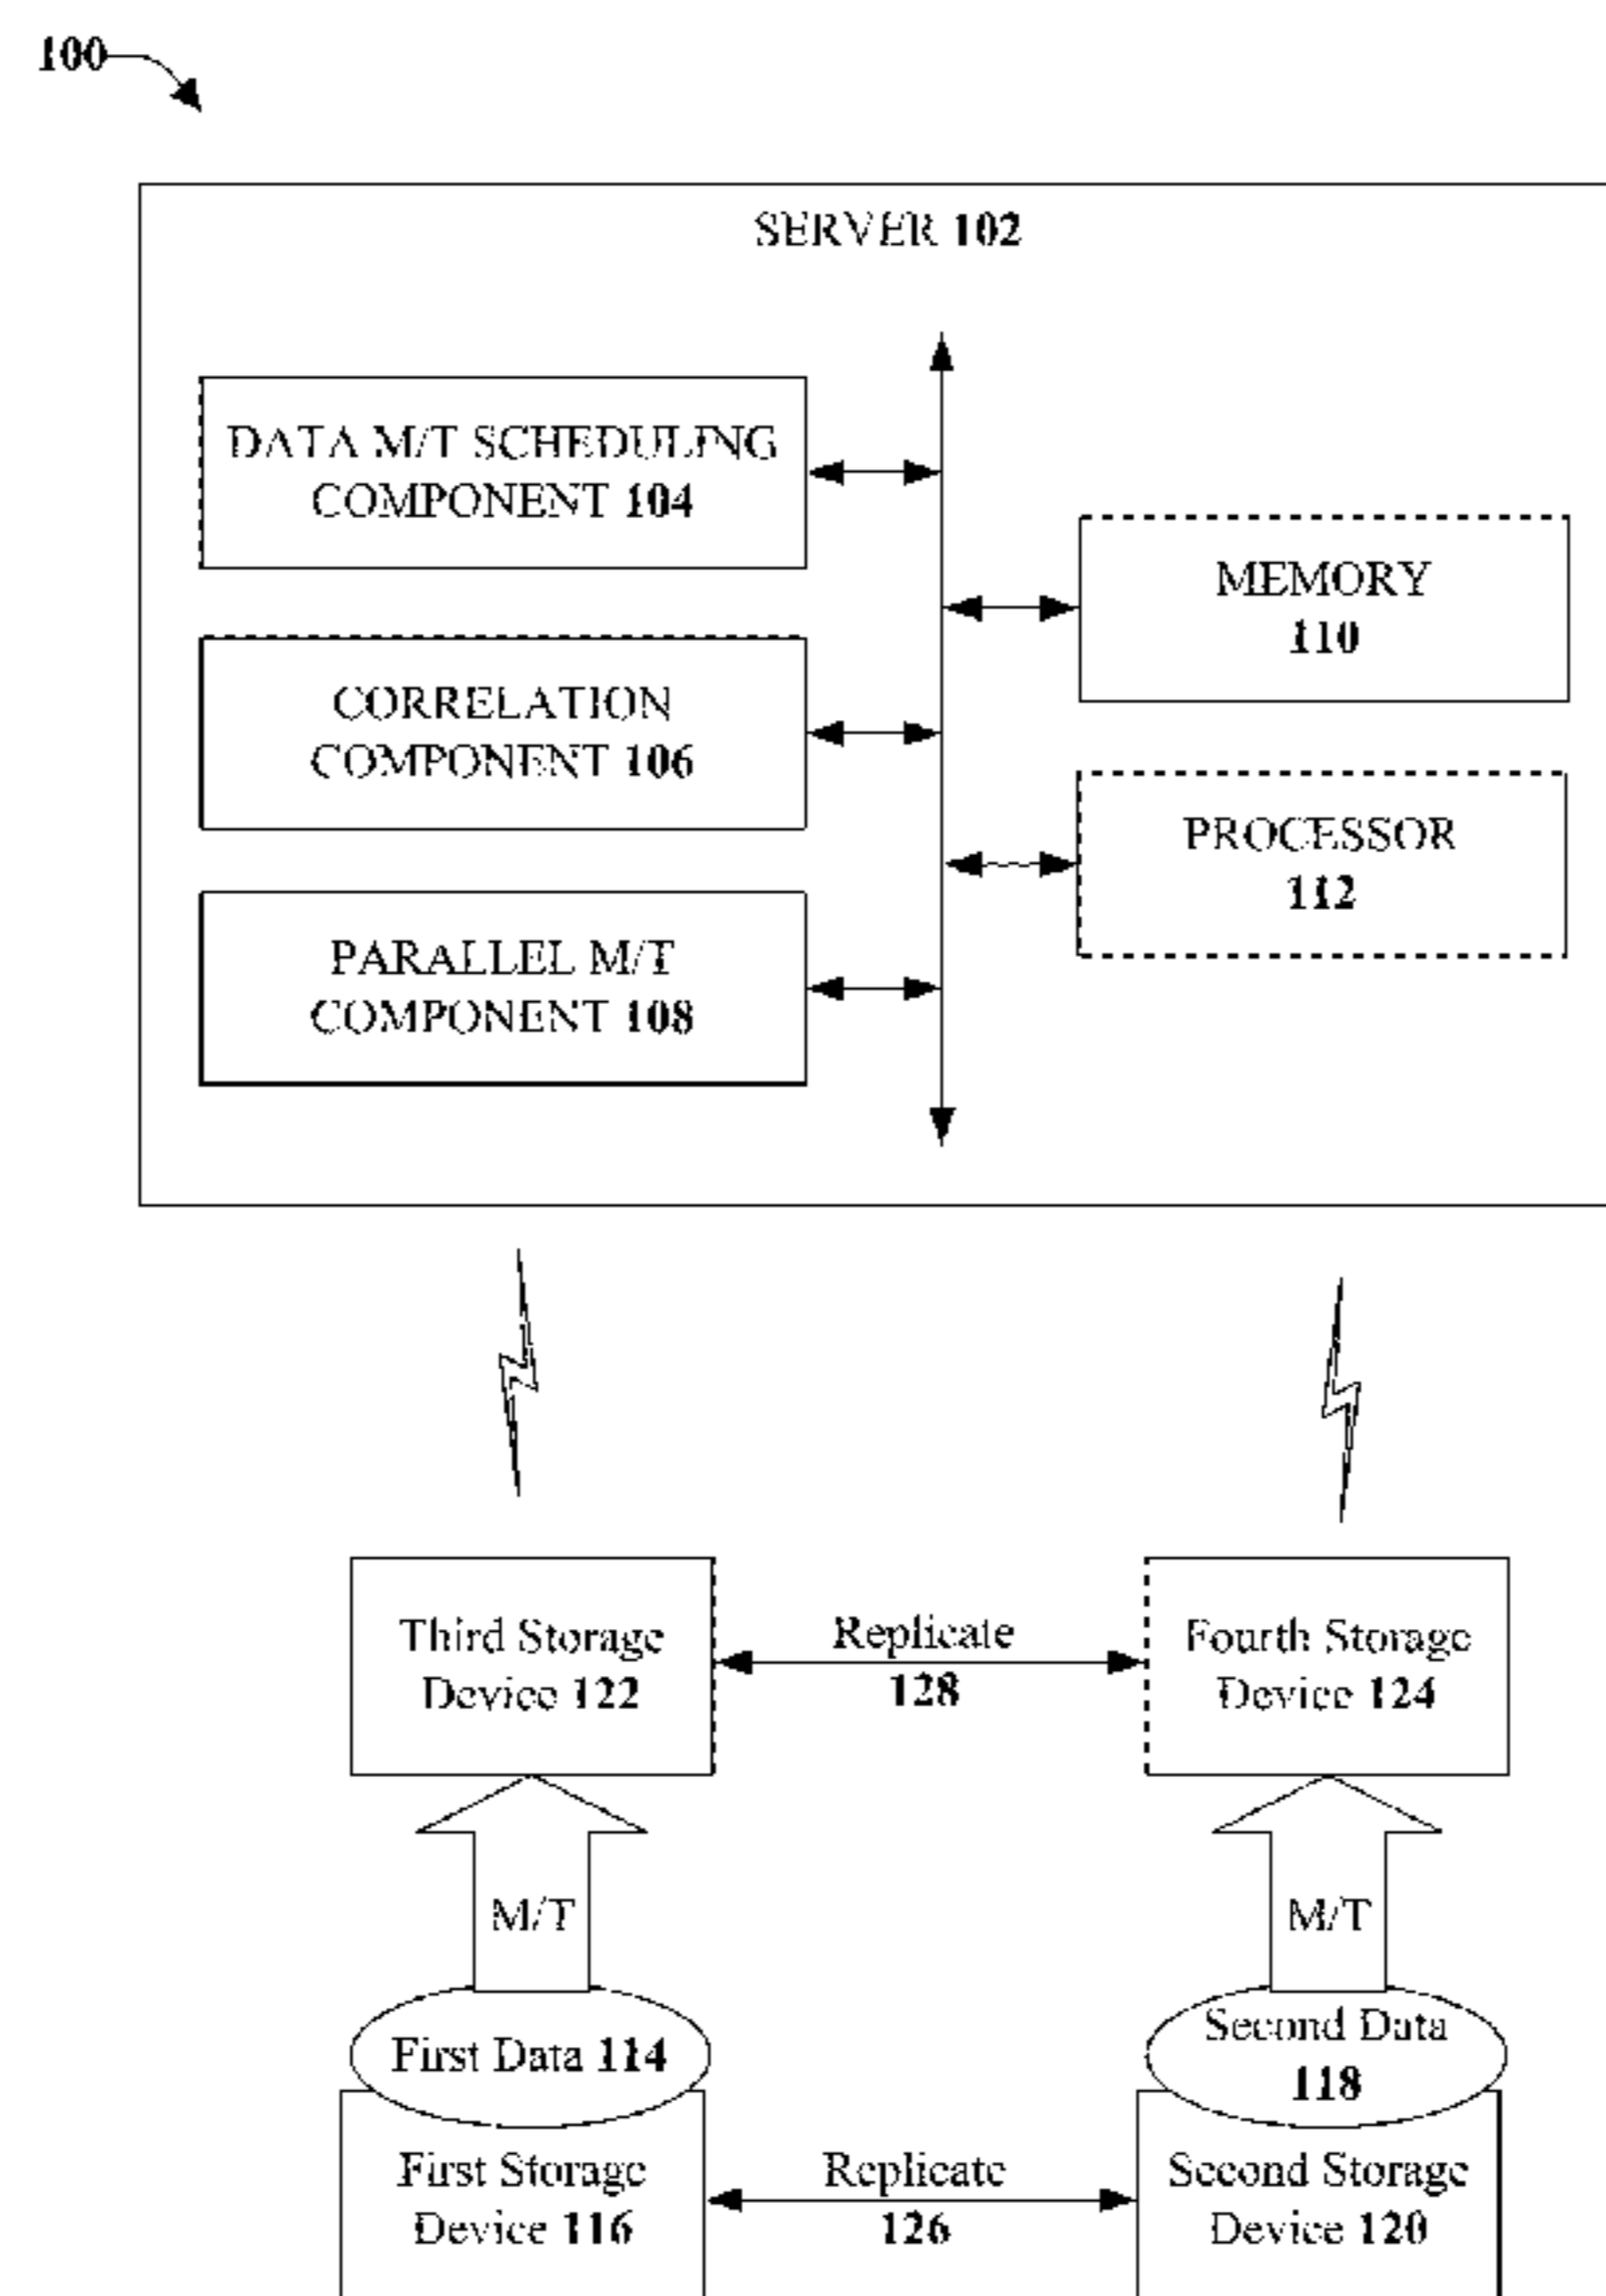 100
SERVER 102
DATA M/T SCHEDULING
COMPONENT 104
MEMORY
110
CORRELATION
COMPONENT 106
PROCESSOR
112
PARALLEL M/T
COMPONENT 108
Third Storage
Device 122
Replicate
128
Fourth Storage
Device 124
M/T
M/T
First Data 114
Second Data
118
First Storage
Device 116
Replicate
126
Second Storage
Device 120